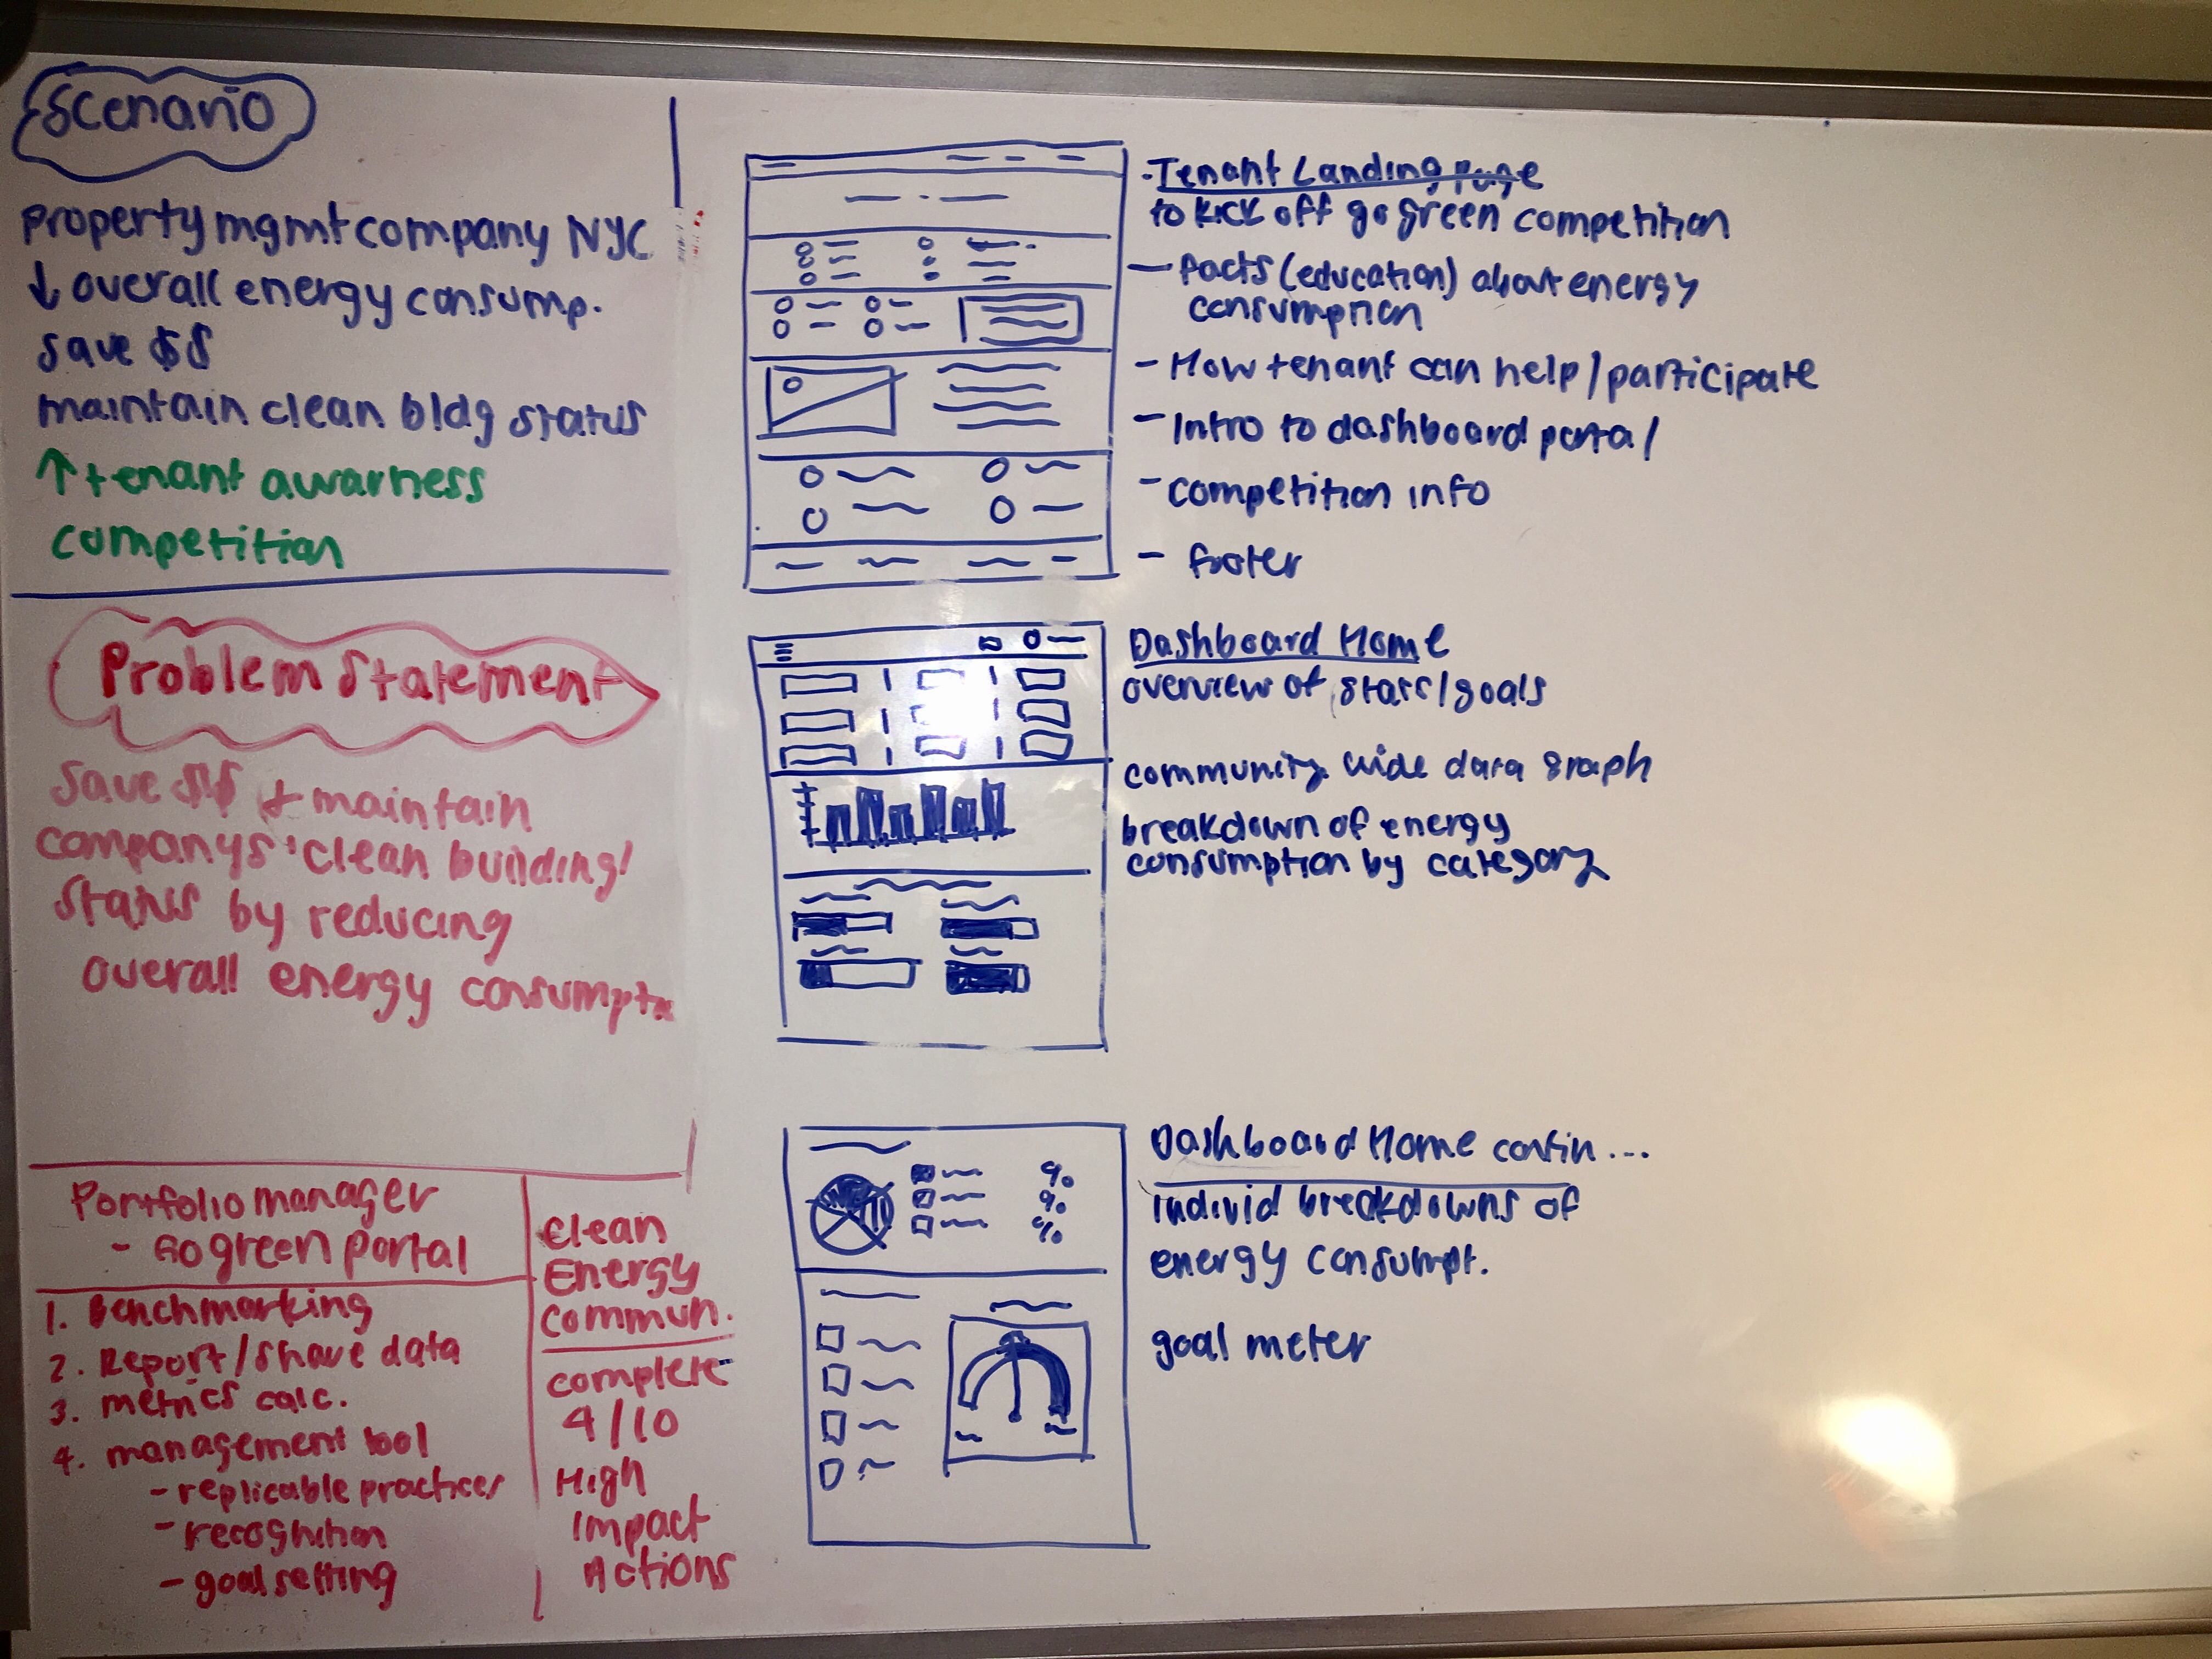 Scenario
property mgmt company NYC
↓ overall energy consump.
save $$
maintain clean bldg status
↑ tenant awarness
competition
Problem Statement
Save $$ + maintain
companys 'clean building'
status by reducing
overall energy consumptn
Portfolio manager
- Go green portal
1. Benchmarking
2. Report/share data
3. metrics calc.
4. management tool
- replicable practices
- recognition
- goal setting
Clean
Energy
Commun.
complete
4/10
High
Impact
Actions
- Tenant Landing Page
to kick off go green competition
- facts (education) about energy
consumption
- How tenant can help/participate
- Intro to dashboard portal
- competition info
- footer
Dashboard Home
overview of stats/goals
community wide data graph
breakdown of energy
consumption by category
%
%
%
Dashboard Home contin...
individ breakdowns of
energy consumpt.
goal meter